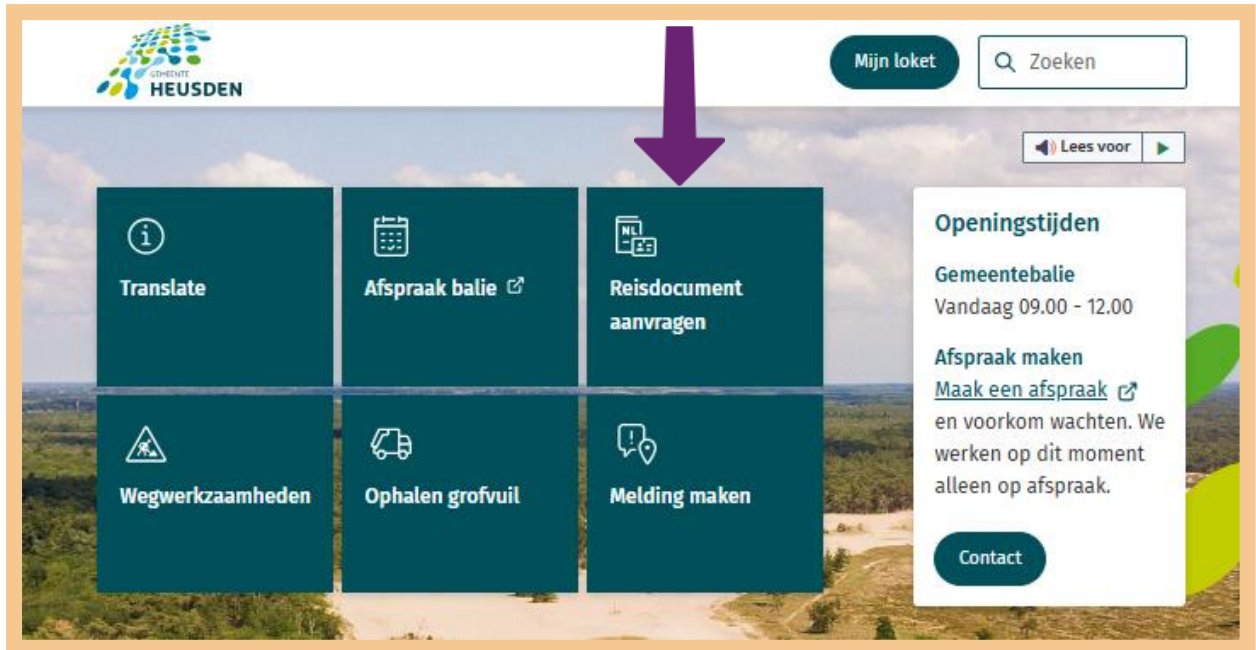 GEMEENTE
HEUSDEN
Mijn loket
Zoeken
Lees voor
Translate
Afspraak balie
NL
Reisdocument
aanvragen
Wegwerkzaamheden
Ophalen grofvuil
Melding maken
Openingstijden
Gemeentebalie
Vandaag 09.00 - 12.00
Afspraak maken
Maak een afspraak
en voorkom wachten. We
werken op dit moment
alleen op afspraak.
Contact